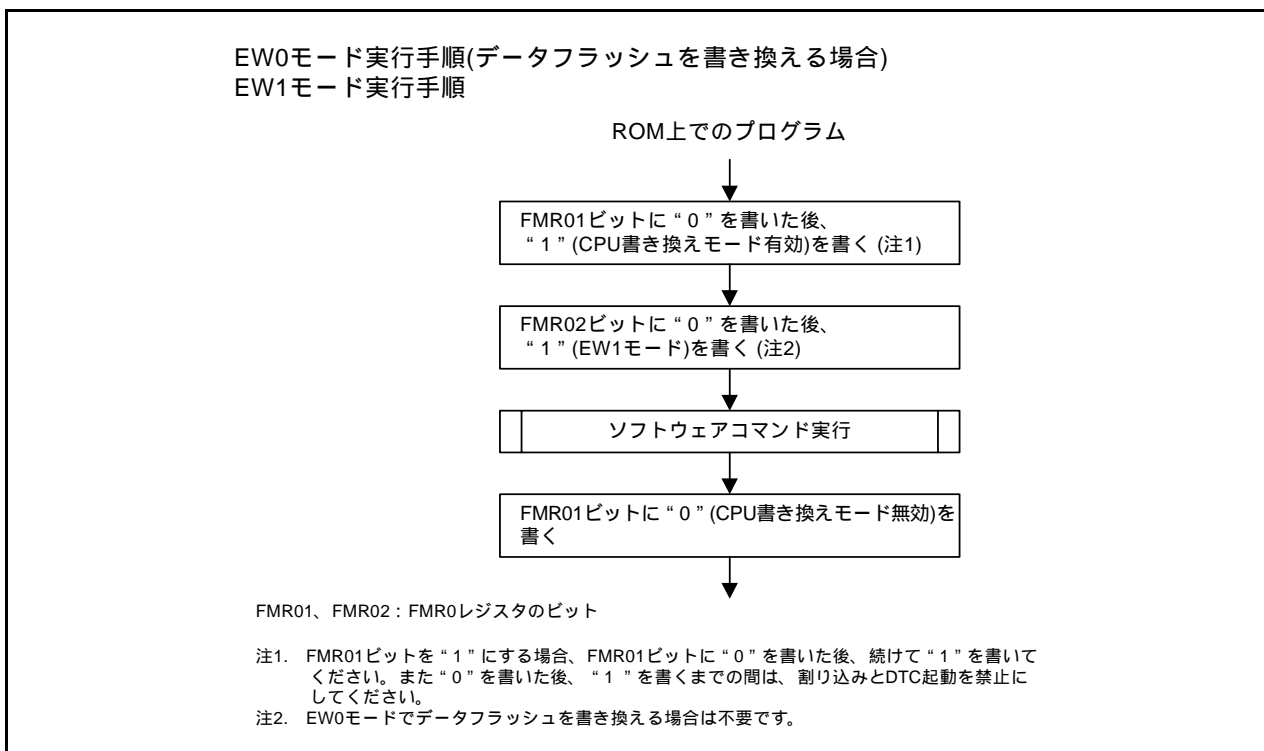 EW0モード実行手順(データフラッシュを書き換える場合)
EW1モード実行手順
ROM上でのプログラム
FMR01ビットに“0”を書いた後、
“1”(CPU書き換えモード有効)を書く(注1)
FMR02ビットに“0”を書いた後、
“1”(EW1モード)を書く(注2)
ソフトウェアコマンド実行
FMR01ビットに“0”(CPU書き換えモード無効)を
書く
FMR01、FMR02：FMR0レジスタのビット
注1. FMR01ビットを“1”にする場合、FMR01ビットに“0”を書いた後、続けて“1”を書いて
ください。また“0”を書いた後、“1”を書くまでの間は、割り込みとDTC起動を禁止に
してください。
注2. EW0モードでデータフラッシュを書き換える場合は不要です。